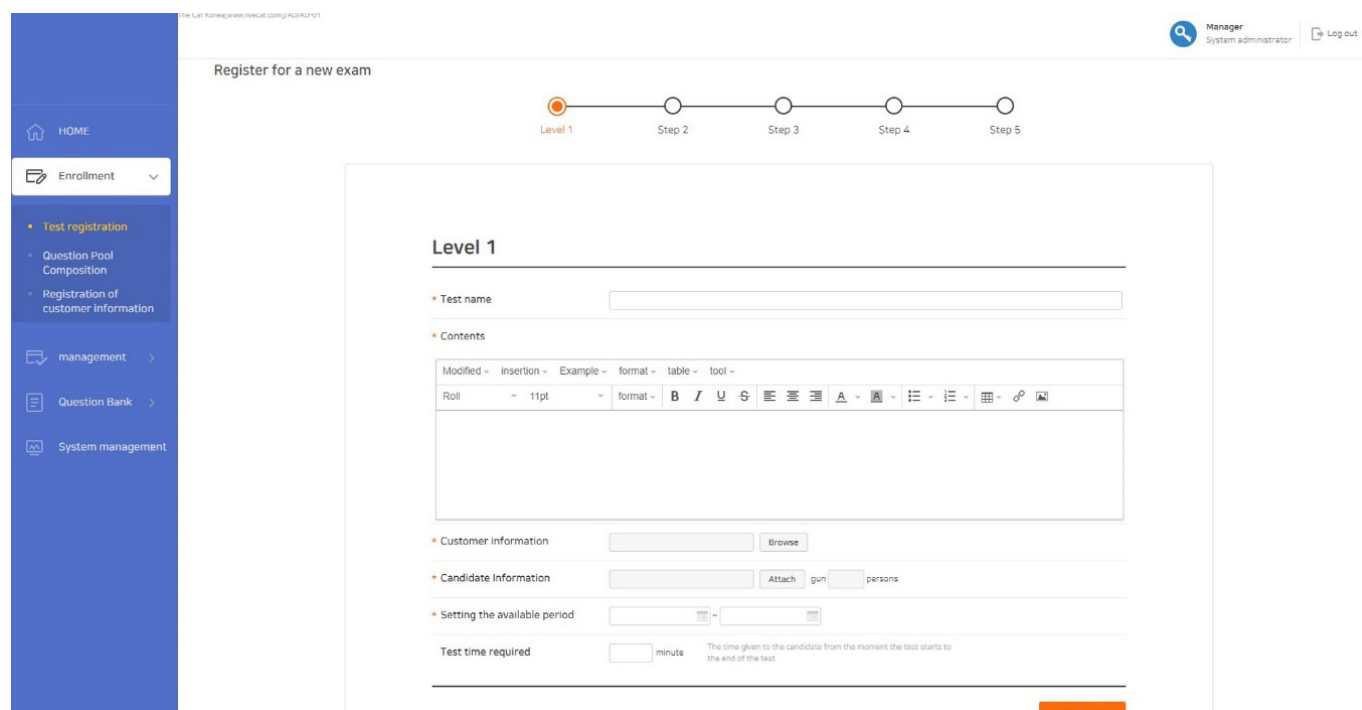 Manager
System administrator
Log out
Register for a new exam
Level 1
Step 2
Step 3
Step 4
Step 5
HOME
Enrollment
Test registration
Question Pool
Composition
Registration of
customer information
management
Question Bank
System management
Level 1
* Test name
* Contents
Modified insertion Example format table tool
Roll 11pt format B I U S A A
* Customer information Browse
* Candidate Information Attach gun persons
* Setting the available period ~
Test time required minute The time given to the candidate from the moment the test starts to
the end of the test